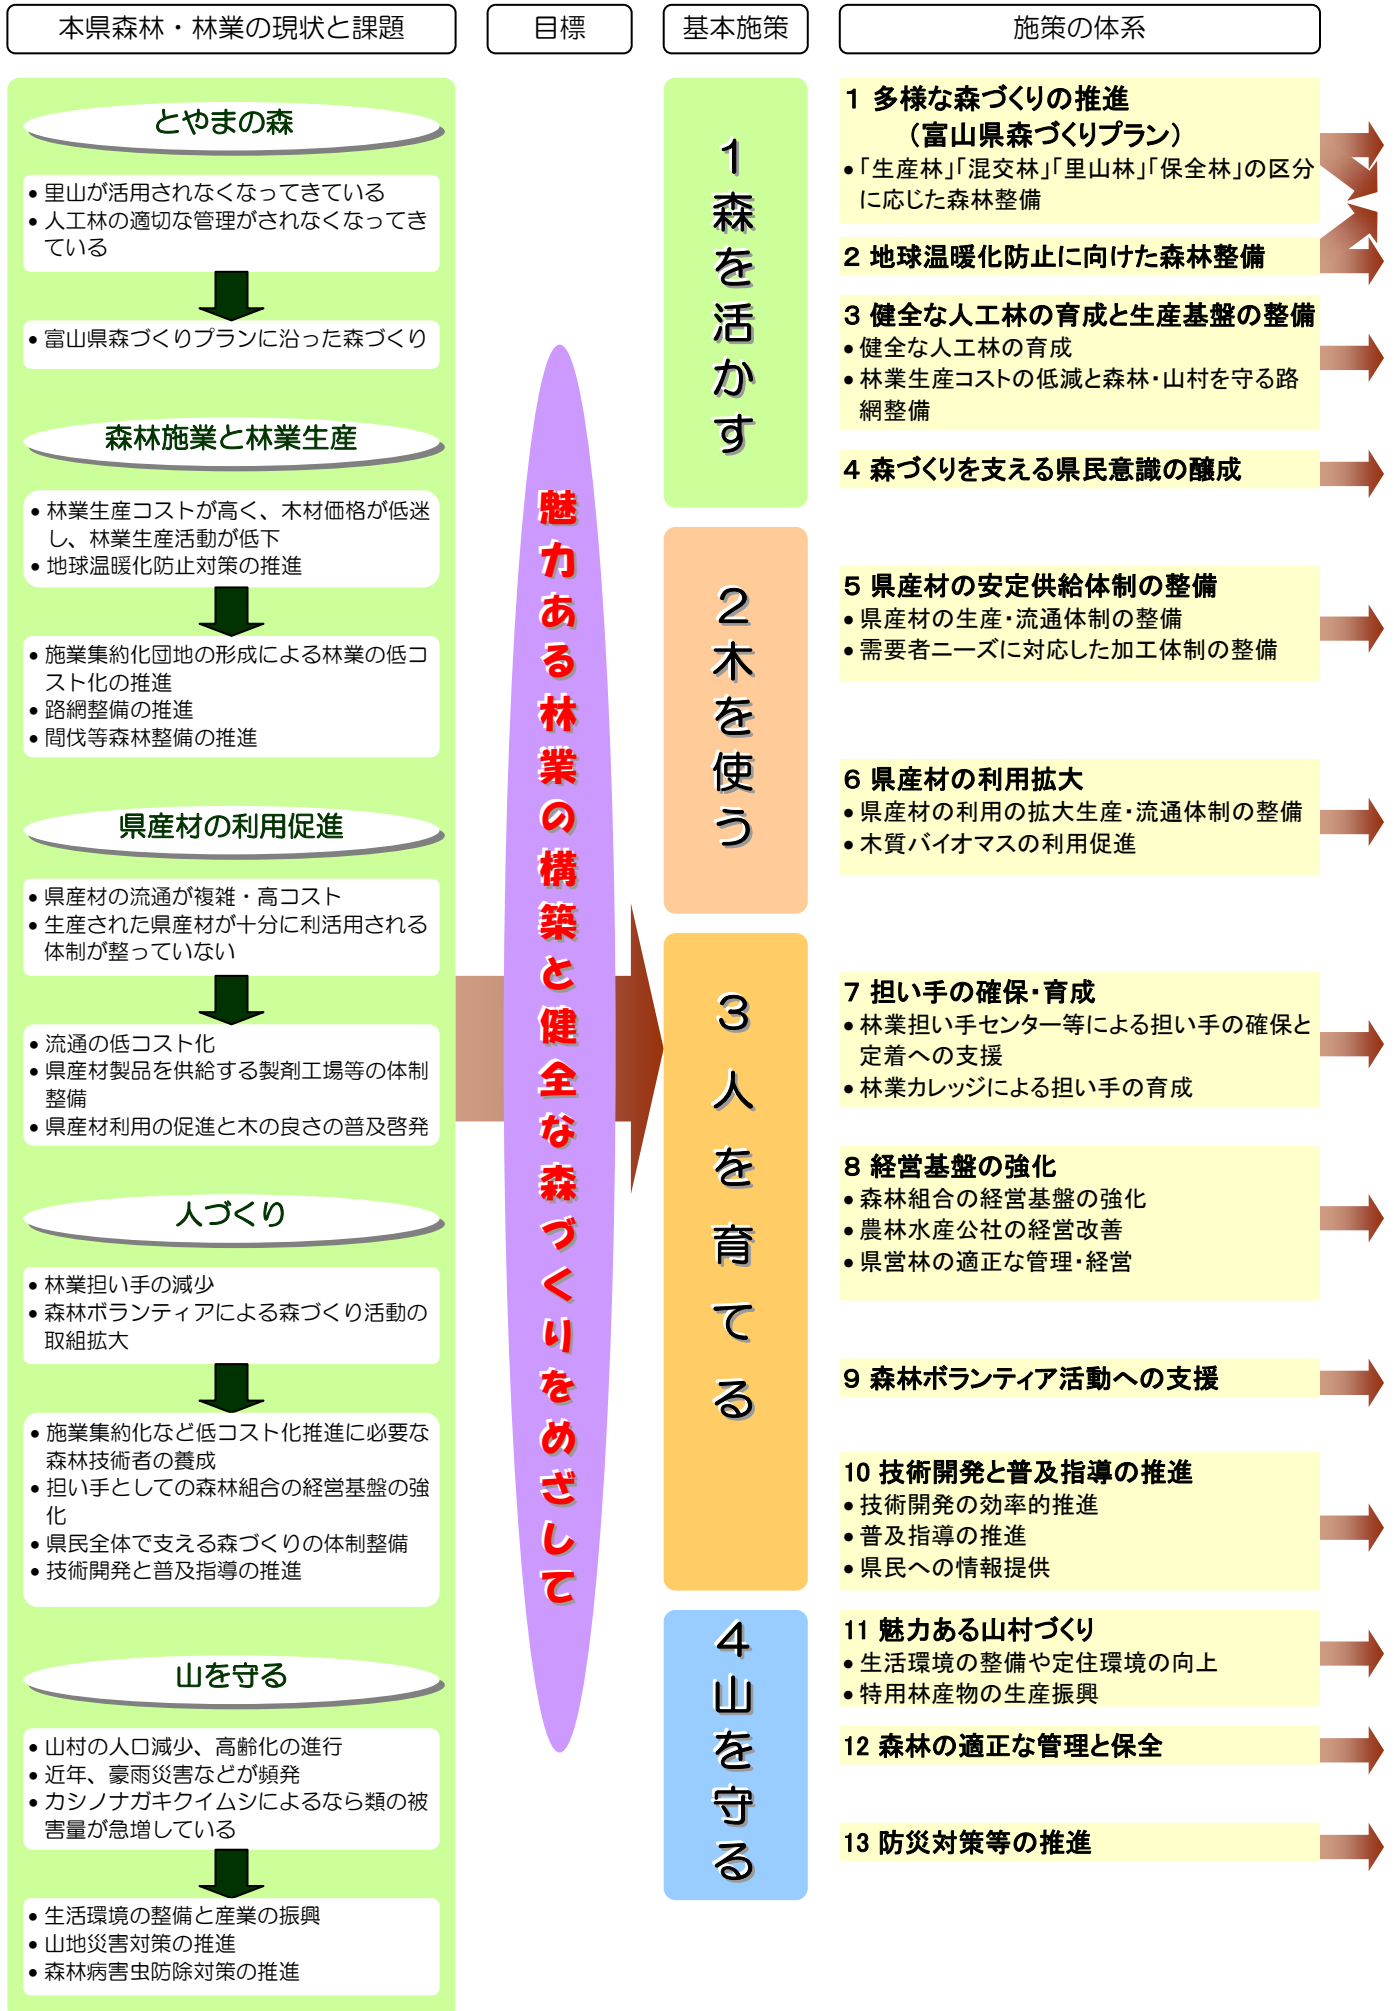 本県森林・林業の現状と課題
目標
基本施策
施策の体系
とやまの森
• 里山が活用されなくなってきている
• 人工林の適切な管理がされなくなってき
ている
• 富山県森づくりプランに沿った森づくり
森林施業と林業生産
• 林業生産コストが高く、木材価格が低迷
し、林業生産活動が低下
• 地球温暖化防止対策の推進
• 施業集約化団地の形成による林業の低コ
スト化の推進
• 路網整備の推進
• 間伐等森林整備の推進
県産材の利用促進
• 県産材の流通が複雑・高コスト
• 生産された県産材が十分に利活用される
体制が整っていない
• 流通の低コスト化
• 県産材製品を供給する製剤工場等の体制
整備
• 県産材利用の促進と木の良さの普及啓発
人づくり
• 林業担い手の減少
• 森林ボランティアによる森づくり活動の
取組拡大
• 施業集約化など低コスト化推進に必要な
森林技術者の養成
• 担い手としての森林組合の経営基盤の強
化
• 県民全体で支える森づくりの体制整備
• 技術開発と普及指導の推進
山を守る
• 山村の人口減少、高齢化の進行
• 近年、豪雨災害などが頻発
• カシノナガキクイムシによるなら類の被
害量が急増している
• 生活環境の整備と産業の振興
• 山地災害対策の推進
• 森林病害虫防除対策の推進
魅力ある林業の構築と健全な森づくりをめざして
1森を活かす
2木を使う
3人を育てる
4山を守る
1 多様な森づくりの推進
(富山県森づくりプラン)
• 「生産林」「混交林」「里山林」「保全林」の区分
に応じた森林整備
2 地球温暖化防止に向けた森林整備
3 健全な人工林の育成と生産基盤の整備
• 健全な人工林の育成
• 林業生産コストの低減と森林・山村を守る路
網整備
4 森づくりを支える県民意識の醸成
5 県産材の安定供給体制の整備
• 県産材の生産・流通体制の整備
• 需要者ニーズに対応した加工体制の整備
6 県産材の利用拡大
• 県産材の利用の拡大生産・流通体制の整備
• 木質バイオマスの利用促進
7 担い手の確保・育成
• 林業担い手センター等による担い手の確保と
定着への支援
• 林業カレッジによる担い手の育成
8 経営基盤の強化
• 森林組合の経営基盤の強化
• 農林水産公社の経営改善
• 県営林の適正な管理・経営
9 森林ボランティア活動への支援
10 技術開発と普及指導の推進
• 技術開発の効率的推進
• 普及指導の推進
• 県民への情報提供
11 魅力ある山村づくり
• 生活環境の整備や定住環境の向上
• 特用林産物の生産振興
12 森林の適正な管理と保全
13 防災対策等の推進